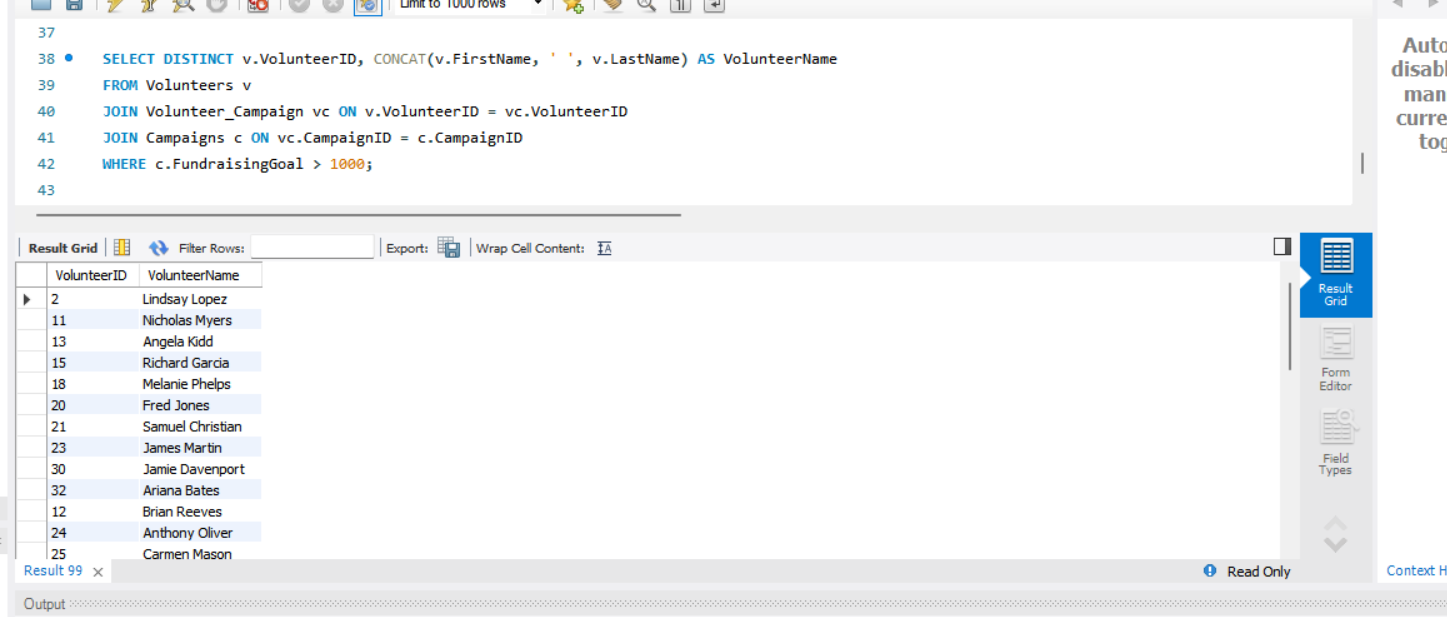 Limit to 1000 rows
37
38 SELECT DISTINCT v.VolunteerID, CONCAT(v.FirstName, ' ', v.LastName) AS VolunteerName
39 FROM Volunteers v
40 JOIN Volunteer_Campaign vc ON v.VolunteerID = vc.VolunteerID
41 JOIN Campaigns c ON vc.CampaignID = c.CampaignID
42 WHERE c.FundraisingGoal > 1000;
43
Auto
disabl
man
curre
tog
Result Grid Filter Rows: Export: Wrap Cell Content:
VolunteerID VolunteerName
2 Lindsay Lopez
11 Nicholas Myers
13 Angela Kidd
15 Richard Garcia
18 Melanie Phelps
20 Fred Jones
21 Samuel Christian
23 James Martin
30 Jamie Davenport
32 Ariana Bates
12 Brian Reeves
24 Anthony Oliver
25 Carmen Mason
Result
Grid
Form
Editor
Field
Types
Result 99 Read Only
Context H
Output